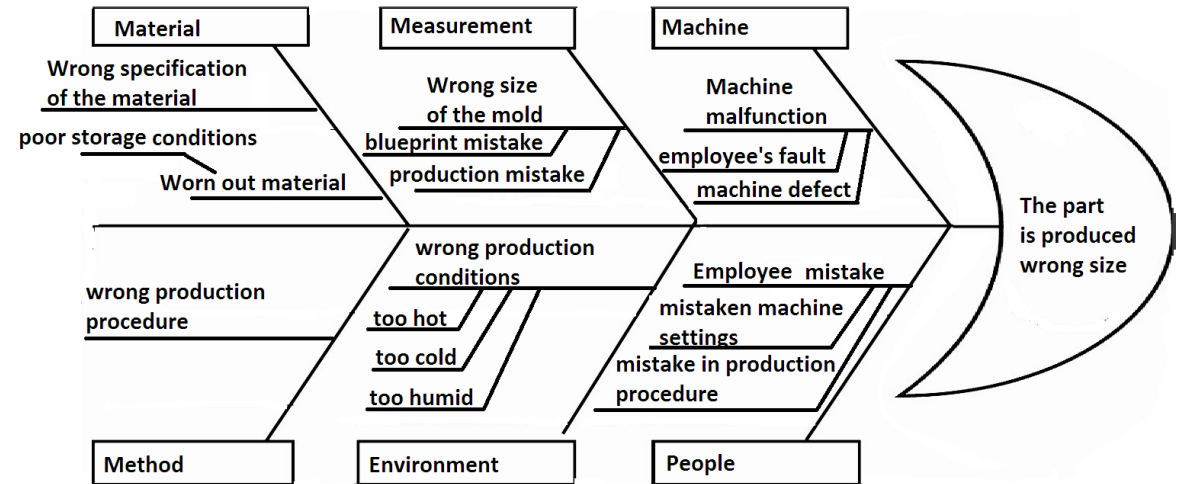 Material
Measurement
Machine
Wrong specification
of the material
poor storage conditions
Worn out material
Wrong size
of the mold
blueprint mistake
production mistake
Machine
malfunction
employee's fault
machine defect
The part
is produced
wrong size
wrong production
procedure
wrong production
conditions
too hot
too cold
too humid
Employee mistake
mistaken machine
settings
mistake in production
procedure
Method
Environment
People